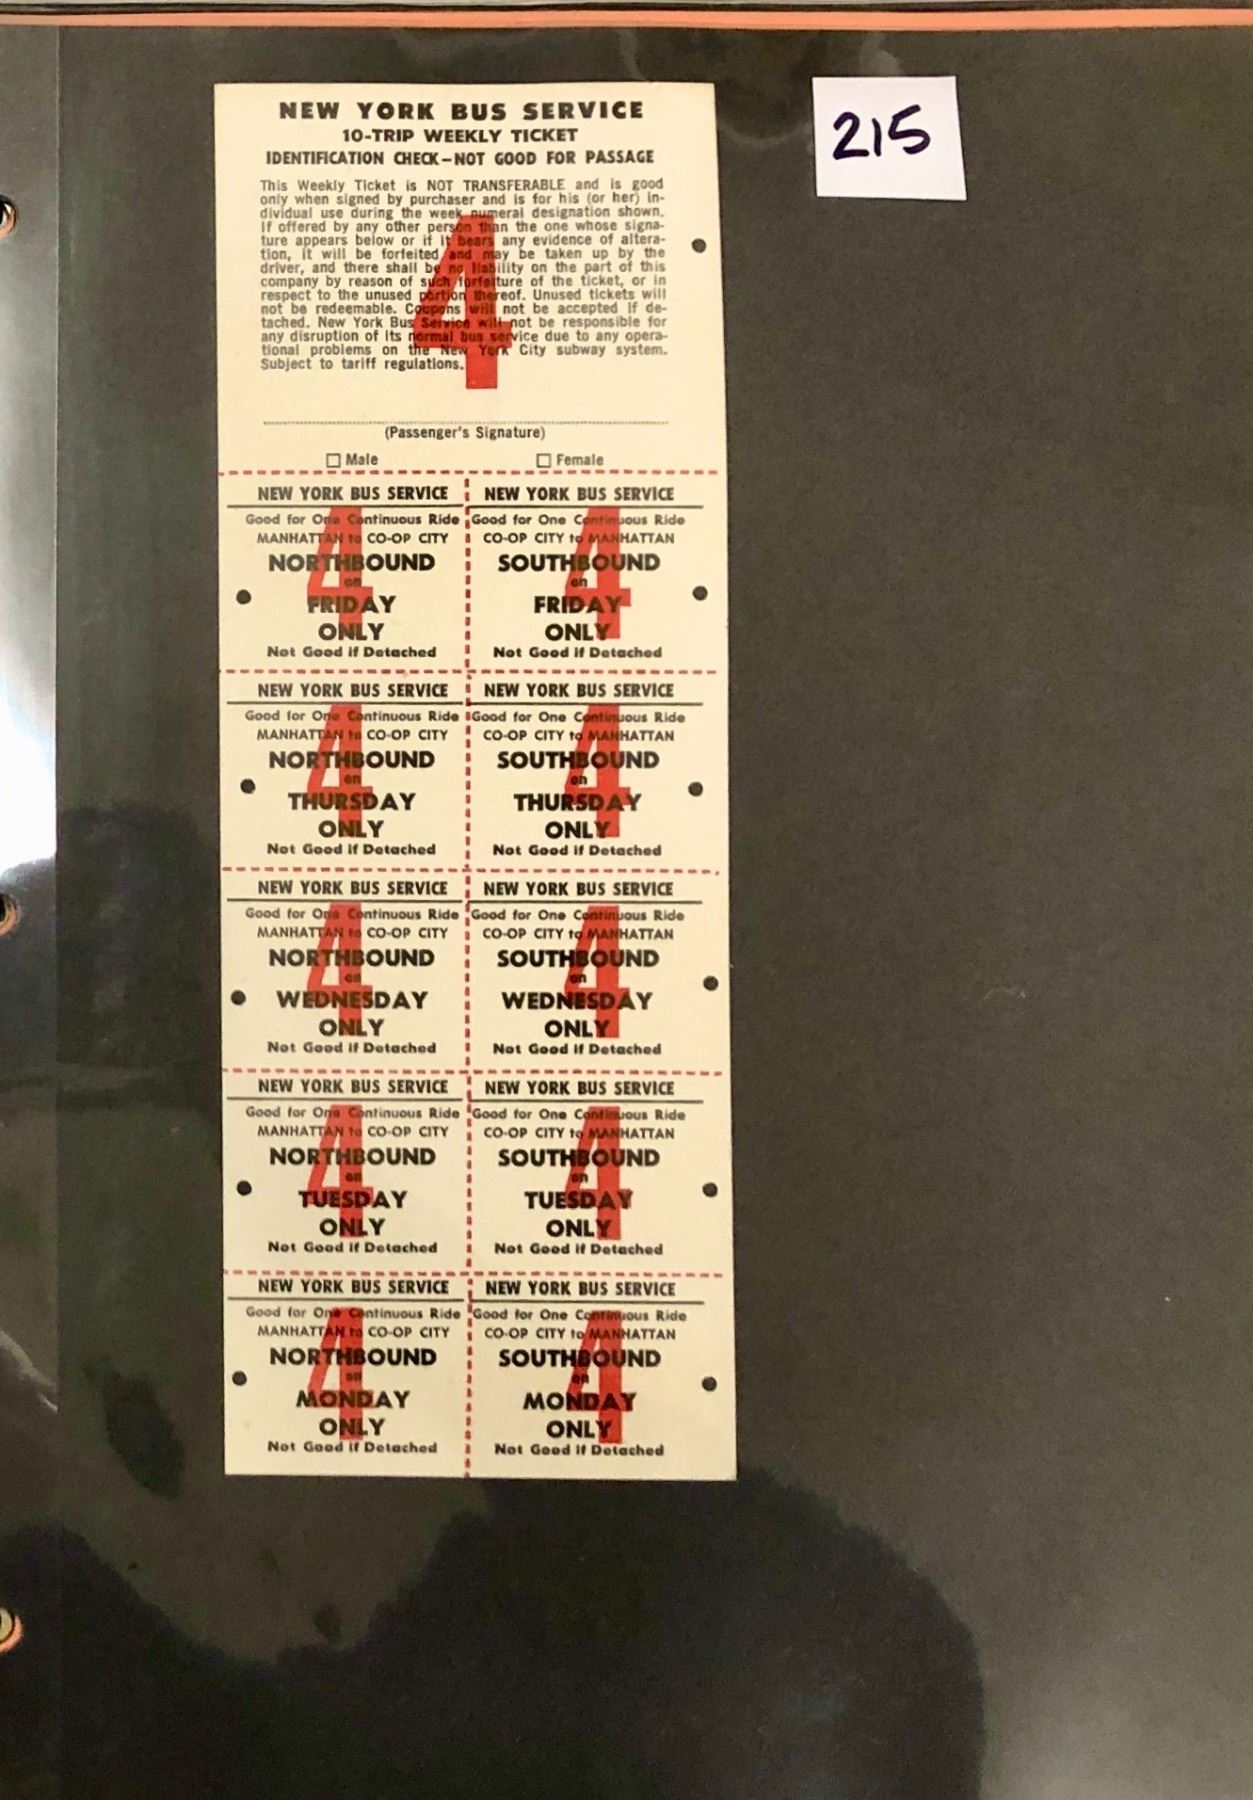 215
NEW YORK BUS SERVICE
10-TRIP WEEKLY TICKET
IDENTIFICATION CHECK-NOT GOOD FOR PASSAGE
This Weekly Ticket is NOT TRANSFERABLE and is good
only when signed by purchaser and is for his (or her) in-
dividual use during the week numeral designation shown.
If offered by any other person than the one whose signa-
ture appears below or if it bears any evidence of altera-
tion, it will be forfeited and may be taken up by the
driver, and there shall be no liability on the part of this
company by reason of such forfeiture of the ticket, or in
respect to the unused portion thereof. Unused tickets will
not be redeemable. Coupons will not be accepted if de-
tached. New York Bus Service will not be responsible for
any disruption of its normal bus service due to any opera-
tional problems on the New York City subway system.
Subject to tariff regulations.
4
(Passenger's Signature)
Male
Female
NEW YORK BUS SERVICE
Good for One Continuous Ride
MANHATTAN to CO-OP CITY
NORTHBOUND
on
FRIDAY
ONLY
Not Good if Detached
4
NEW YORK BUS SERVICE
Good for One Continuous Ride
CO-OP CITY to MANHATTAN
SOUTHBOUND
on
FRIDAY
ONLY
Not Good if Detached
4
NEW YORK BUS SERVICE
Good for One Continuous Ride
MANHATTAN to CO-OP CITY
NORTHBOUND
on
THURSDAY
ONLY
Not Good if Detached
4
NEW YORK BUS SERVICE
Good for One Continuous Ride
CO-OP CITY to MANHATTAN
SOUTHBOUND
on
THURSDAY
ONLY
Not Good if Detached
4
NEW YORK BUS SERVICE
Good for One Continuous Ride
MANHATTAN to CO-OP CITY
NORTHBOUND
on
WEDNESDAY
ONLY
Not Good if Detached
4
NEW YORK BUS SERVICE
Good for One Continuous Ride
CO-OP CITY to MANHATTAN
SOUTHBOUND
on
WEDNESDAY
ONLY
Not Good if Detached
4
NEW YORK BUS SERVICE
Good for One Continuous Ride
MANHATTAN to CO-OP CITY
NORTHBOUND
on
TUESDAY
ONLY
Not Good if Detached
4
NEW YORK BUS SERVICE
Good for One Continuous Ride
CO-OP CITY to MANHATTAN
SOUTHBOUND
on
TUESDAY
ONLY
Not Good if Detached
4
NEW YORK BUS SERVICE
Good for One Continuous Ride
MANHATTAN to CO-OP CITY
NORTHBOUND
on
MONDAY
ONLY
Not Good if Detached
4
NEW YORK BUS SERVICE
Good for One Continuous Ride
CO-OP CITY to MANHATTAN
SOUTHBOUND
on
MONDAY
ONLY
Not Good if Detached
4